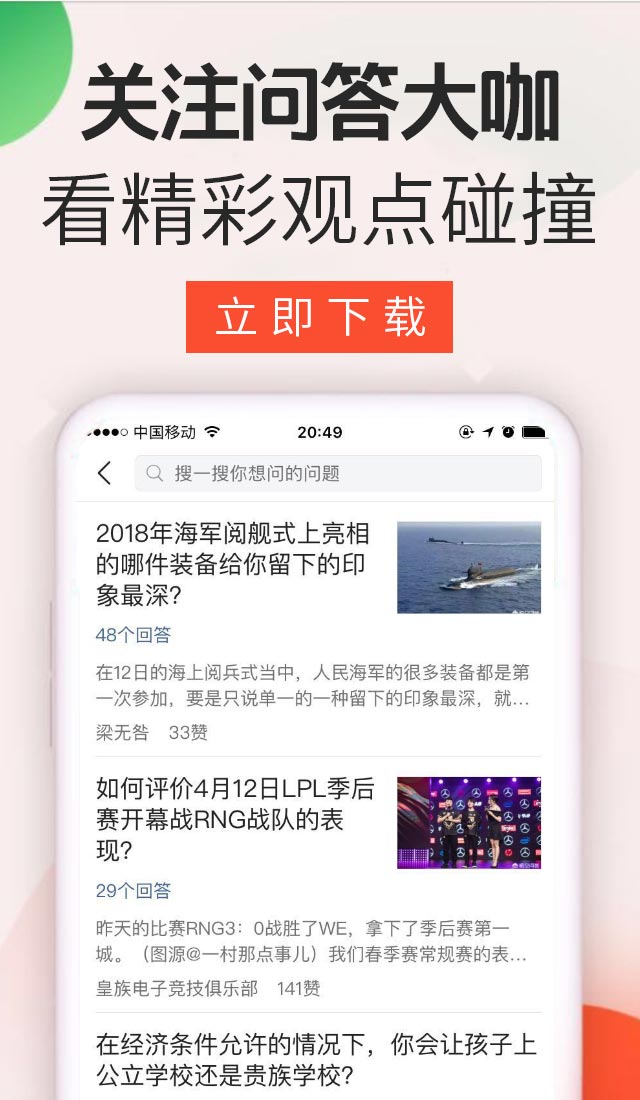 关注问答大咖
看精彩观点碰撞
立即下载
中国移动 20:49
搜一搜你想问的问题
2018年海军阅舰式上亮相
的哪件装备给你留下的印
象最深？
48个回答
在12日的海上阅兵式当中，人民海军的很多装备都是第
一次参加，要是只说单一的一种留下的印象最深，就...
梁无咎 33赞
如何评价4月12日LPL季后
赛开幕战RNG战队的表
现？
29个回答
昨天的比赛RNG3：0战胜了WE，拿下了季后赛第一
城。（图源@一村那点事儿）我们春季赛常规赛的表...
皇族电子竞技俱乐部 141赞
在经济条件允许的情况下，你会让孩子上
公立学校还是贵族学校？